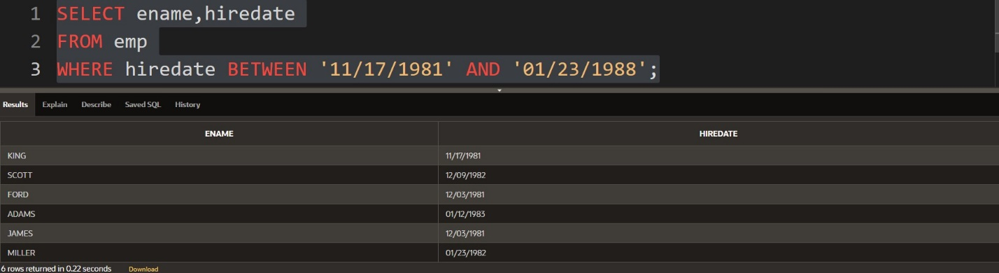 1 SELECT ename,hiredate
2 FROM emp
3 WHERE hiredate BETWEEN '11/17/1981' AND '01/23/1988';
Results Explain Describe Saved SQL History
ENAME HIREDATE
KING 11/17/1981
SCOTT 12/09/1982
FORD 12/03/1981
ADAMS 01/12/1983
JAMES 12/03/1981
MILLER 01/23/1982
6 rows returned in 0.22 seconds Download